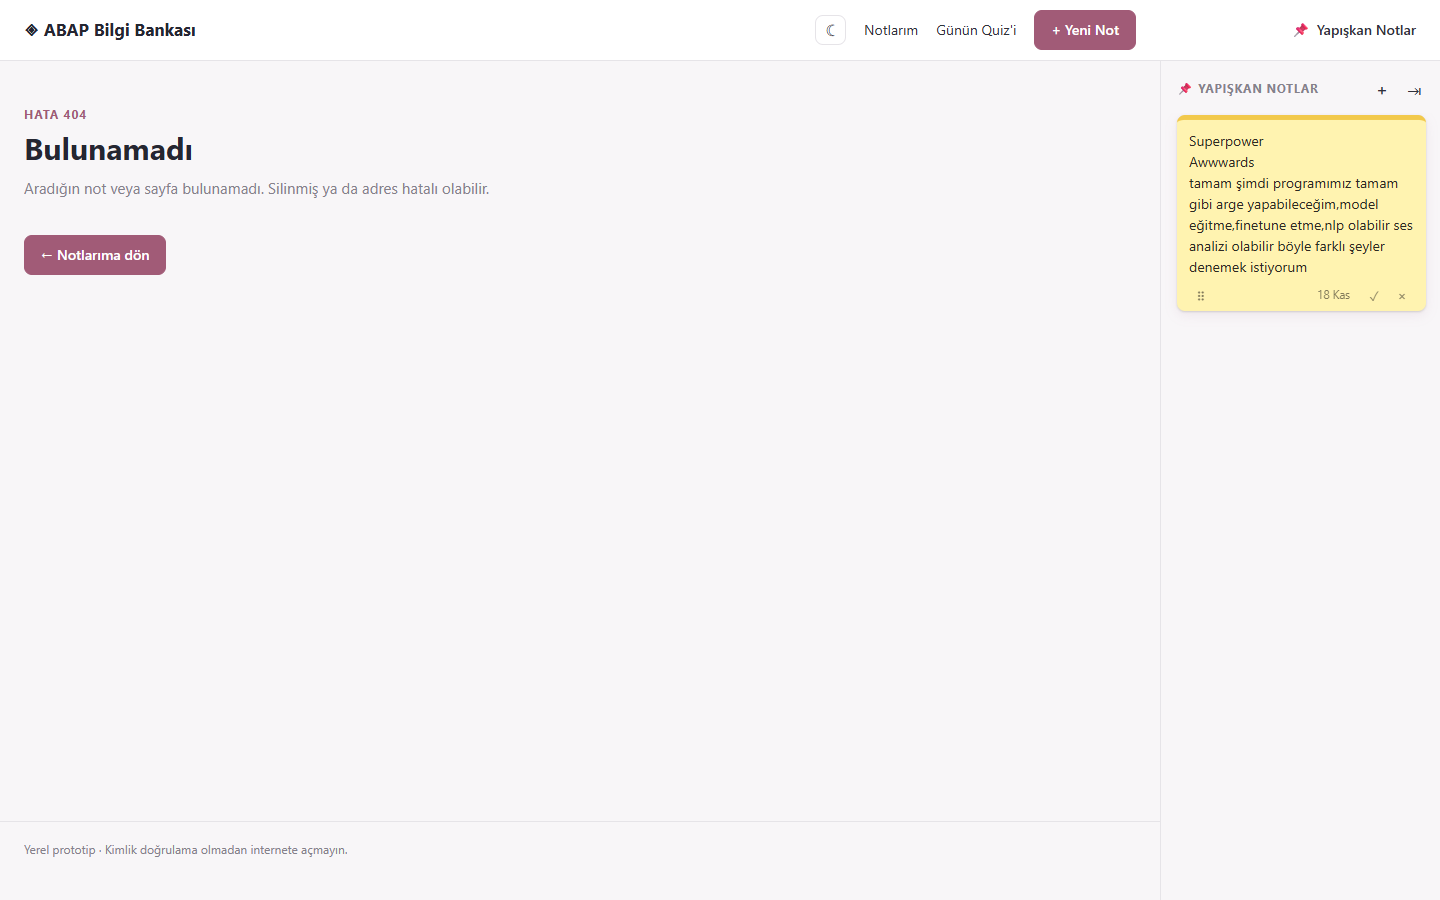 ◈ ABAP Bilgi Bankası
☾
Notlarım
Günün Quiz'i
+ Yeni Not
📌 Yapışkan Notlar
HATA 404
Bulunamadı
Aradığın not veya sayfa bulunamadı. Silinmiş ya da adres hatalı olabilir.
← Notlarıma dön
📌 YAPIŞKAN NOTLAR
+ ⇥
Superpower
Awwwards
tamam şimdi programımız tamam
gibi arge yapabileceğim,model
eğitme,finetune etme,nlp olabilir ses
analizi olabilir böyle farklı şeyler
denemek istiyorum
⠿ 18 Kas ✓ ×
Yerel prototip · Kimlik doğrulama olmadan internete açmayın.